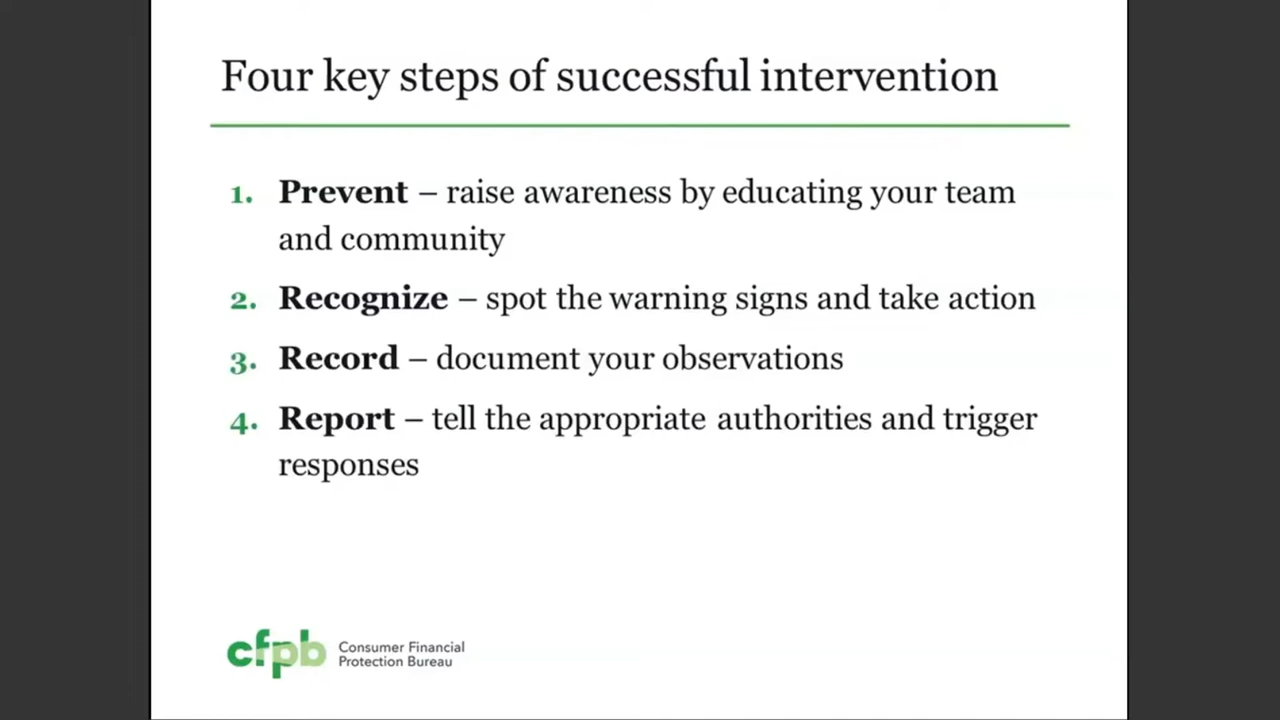 Four key steps of successful intervention
1. Prevent – raise awareness by educating your team
and community
2. Recognize – spot the warning signs and take action
3. Record – document your observations
4. Report – tell the appropriate authorities and trigger
responses
cfpb
Consumer Financial
Protection Bureau